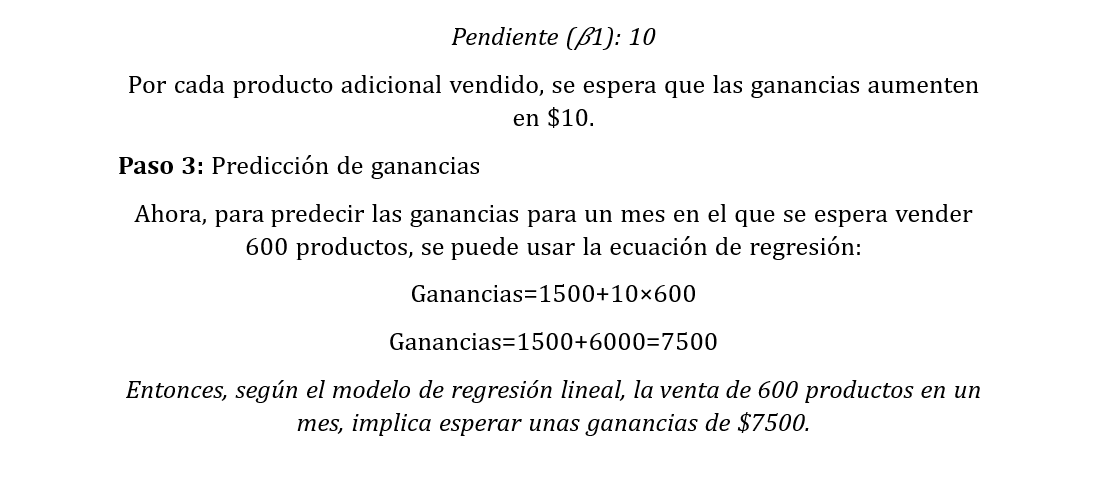 Pendiente (β1): 10
Por cada producto adicional vendido, se espera que las ganancias aumenten
en $10.
Paso 3: Predicción de ganancias
Ahora, para predecir las ganancias para un mes en el que se espera vender
600 productos, se puede usar la ecuación de regresión:
Ganancias=1500+10×600
Ganancias=1500+6000=7500
Entonces, según el modelo de regresión lineal, la venta de 600 productos en un
mes, implica esperar unas ganancias de $7500.